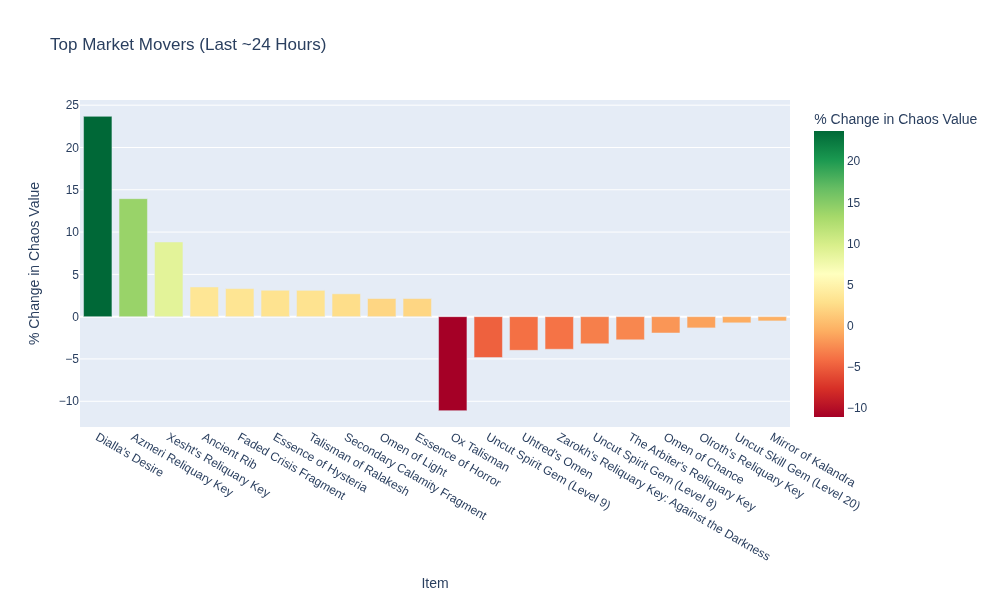 Top Market Movers (Last ~24 Hours)
% Change in Chaos Value
25
20
15
10
5
0
−5
−10
% Change in Chaos Value
20
15
10
5
0
−5
−10
Dialla's Desire
Azmeri Reliquary Key
Xesht's Reliquary Key
Ancient Rib
Faded Crisis Fragment
Essence of Hysteria
Talisman of Ralakesh
Secondary Calamity Fragment
Omen of Light
Essence of Horror
Ox Talisman
Uncut Spirit Gem (Level 9)
Uhtred's Omen
Zarokh's Reliquary Key: Against the Darkness
Uncut Spirit Gem (Level 8)
The Arbiter's Reliquary Key
Omen of Chance
Olroth's Reliquary Key
Uncut Skill Gem (Level 20)
Mirror of Kalandra
Item